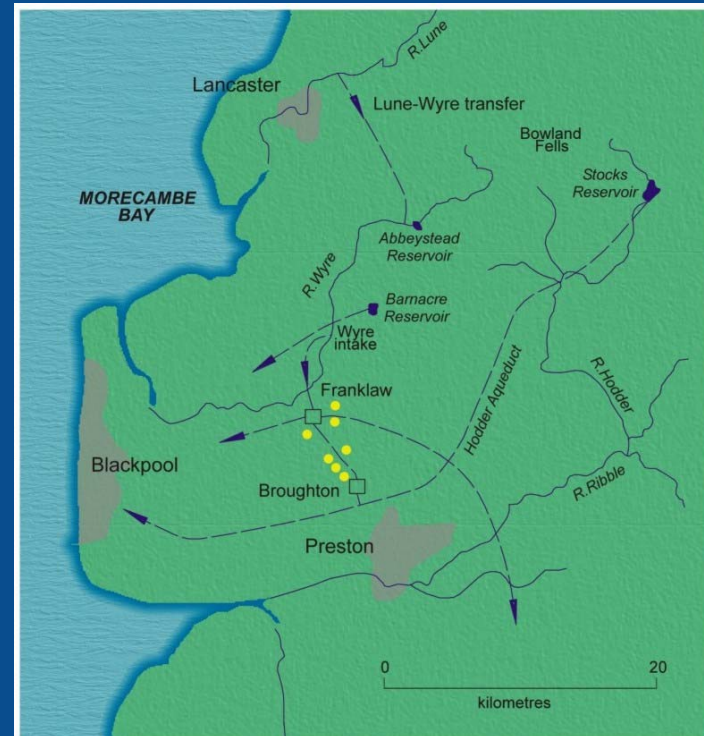 R.Lune
Lancaster
Lune-Wyre transfer
Bowland
Fells
Stocks
Reservoir
MORECAMBE
BAY
Abbeystead
Reservoir
R.Wyre
Barnacre
Reservoir
Wyre
intake
R.Hodder
Franklaw
Hodder Aqueduct
Blackpool
R.Ribble
Broughton
Preston
0
20
kilometres